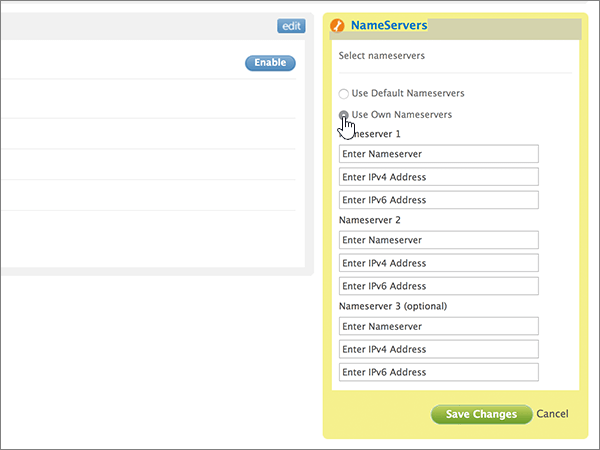 edit
Enable
NameServers
Select nameservers
Use Default Nameservers
Use Own Nameservers
Nameserver 1
Enter Nameserver
Enter IPv4 Address
Enter IPv6 Address
Nameserver 2
Enter Nameserver
Enter IPv4 Address
Enter IPv6 Address
Nameserver 3 (optional)
Enter Nameserver
Enter IPv4 Address
Enter IPv6 Address
Save Changes Cancel